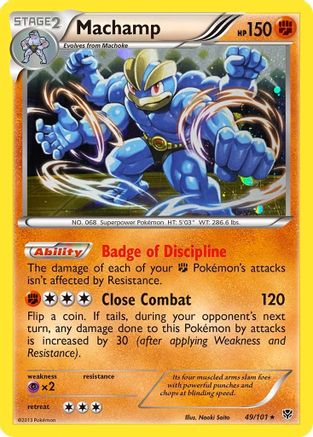 STAGE2 Machamp HP150
Evolves from Machoke
NO. 068 Superpower Pokémon HT: 5'03" WT: 286.6 lbs.
Ability Badge of Discipline
The damage of each of your Pokémon's attacks
isn't affected by Resistance.
Close Combat 120
Flip a coin. If tails, during your opponent's next
turn, any damage done to this Pokémon by attacks
is increased by 30 (after applying Weakness and
Resistance).
weakness resistance
×2
retreat
Its four muscled arms slam foes
with powerful punches and
chops at blinding speed.
©2013 Pokémon
Illus. Naoki Saito
49/101 ★